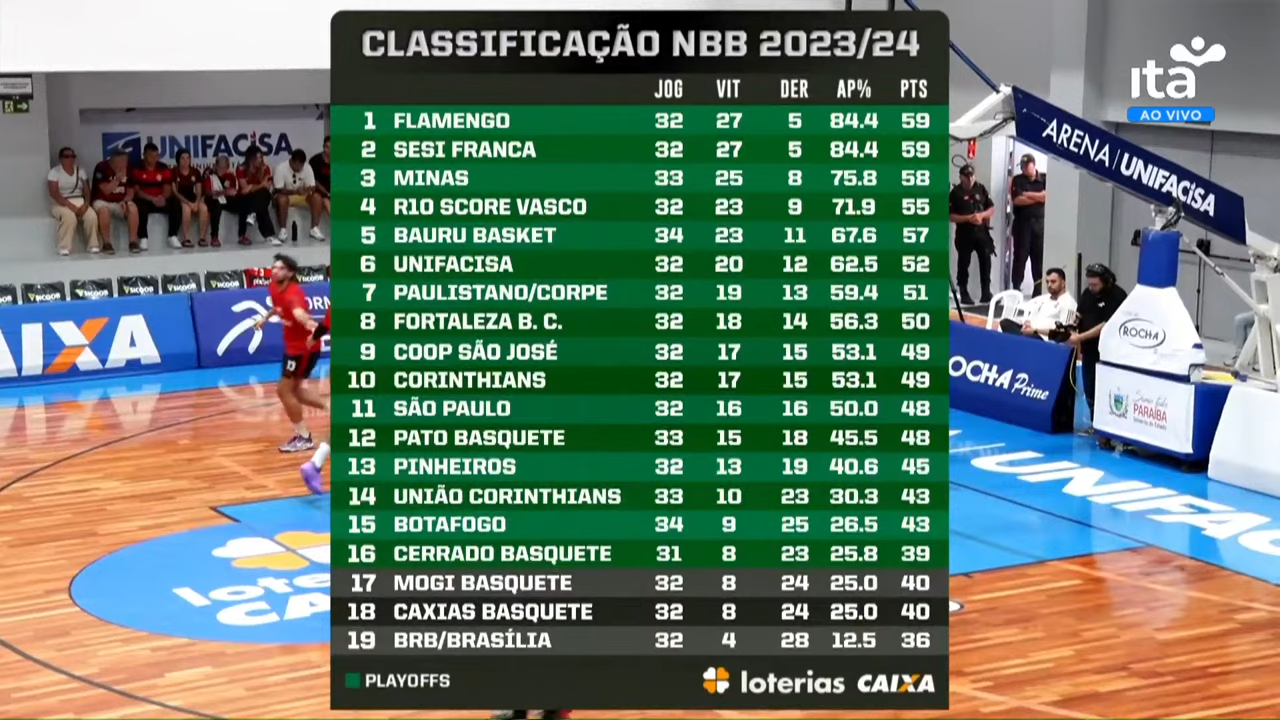 CLASSIFICAÇÃO NBB 2023/24
JOG VIT DER AP% PTS
1 FLAMENGO 32 27 5 84.4 59
2 SESI FRANCA 32 27 5 84.4 59
3 MINAS 33 25 8 75.8 58
4 R10 SCORE VASCO 32 23 9 71.9 55
5 BAURU BASKET 34 23 11 67.6 57
6 UNIFACISA 32 20 12 62.5 52
7 PAULISTANO/CORPE 32 19 13 59.4 51
8 FORTALEZA B. C. 32 18 14 56.3 50
9 COOP SÃO JOSÉ 32 17 15 53.1 49
10 CORINTHIANS 32 17 15 53.1 49
11 SÃO PAULO 32 16 16 50.0 48
12 PATO BASQUETE 33 15 18 45.5 48
13 PINHEIROS 32 13 19 40.6 45
14 UNIÃO CORINTHIANS 33 10 23 30.3 43
15 BOTAFOGO 34 9 25 26.5 43
16 CERRADO BASQUETE 31 8 23 25.8 39
17 MOGI BASQUETE 32 8 24 25.0 40
18 CAXIAS BASQUETE 32 8 24 25.0 40
19 BRB/BRASÍLIA 32 4 28 12.5 36
PLAYOFFS
loterias CAIXA
ita
AO VIVO
UNIFACISA
ARENA/UNIFACISA
SICOOB
AIXA
ROCHA
ROCHA Prime
PARAÍBA
UNIFAC
loterias
CA